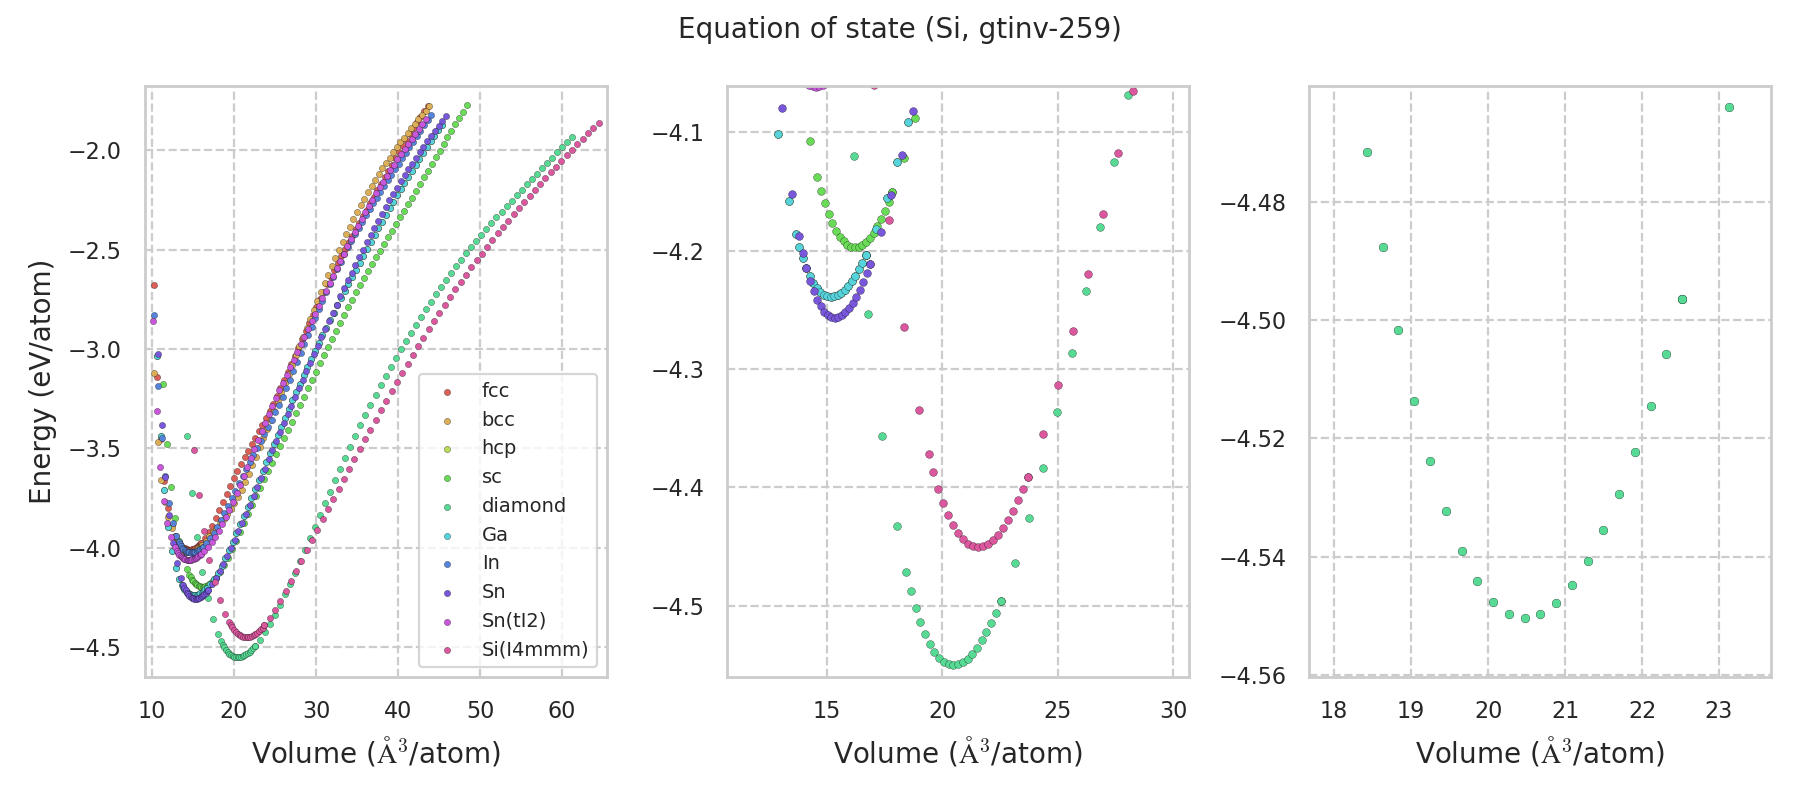 Equation of state (Si, gtinv-259)
Energy (eV/atom)
−2.0
−2.5
−3.0
−3.5
−4.0
−4.5
10 20 30 40 50 60
Volume (Å³/atom)
fcc
bcc
hcp
sc
diamond
Ga
In
Sn
Sn(tI2)
Si(I4mmm)
−4.1
−4.2
−4.3
−4.4
−4.5
15 20 25 30
Volume (Å³/atom)
−4.48
−4.50
−4.52
−4.54
−4.56
18 19 20 21 22 23
Volume (Å³/atom)